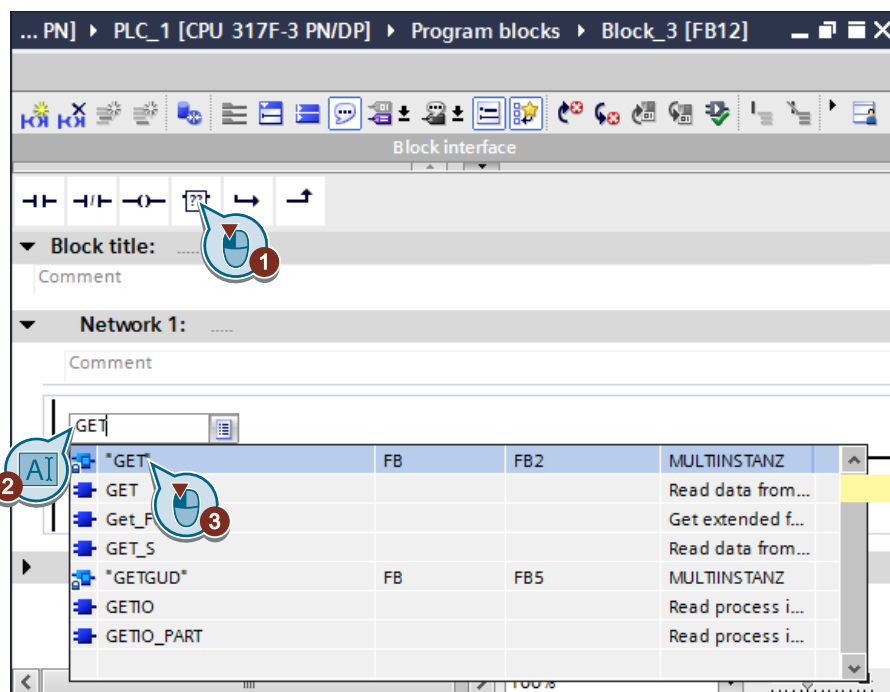 ... PN] PLC_1 [CPU 317F-3 PN/DP] Program blocks Block_3 [FB12]
Block interface
??
1
Block title: .....
Comment
Network 1: .....
Comment
GET
A
2
"GET" FB FB2 MULTIINSTANZ
GET Read data from...
3
Get_F Get extended f...
GET_S Read data from...
"GETGUD" FB FB5 MULTIINSTANZ
GETIO Read process i...
GETIO_PART Read process i...
100%